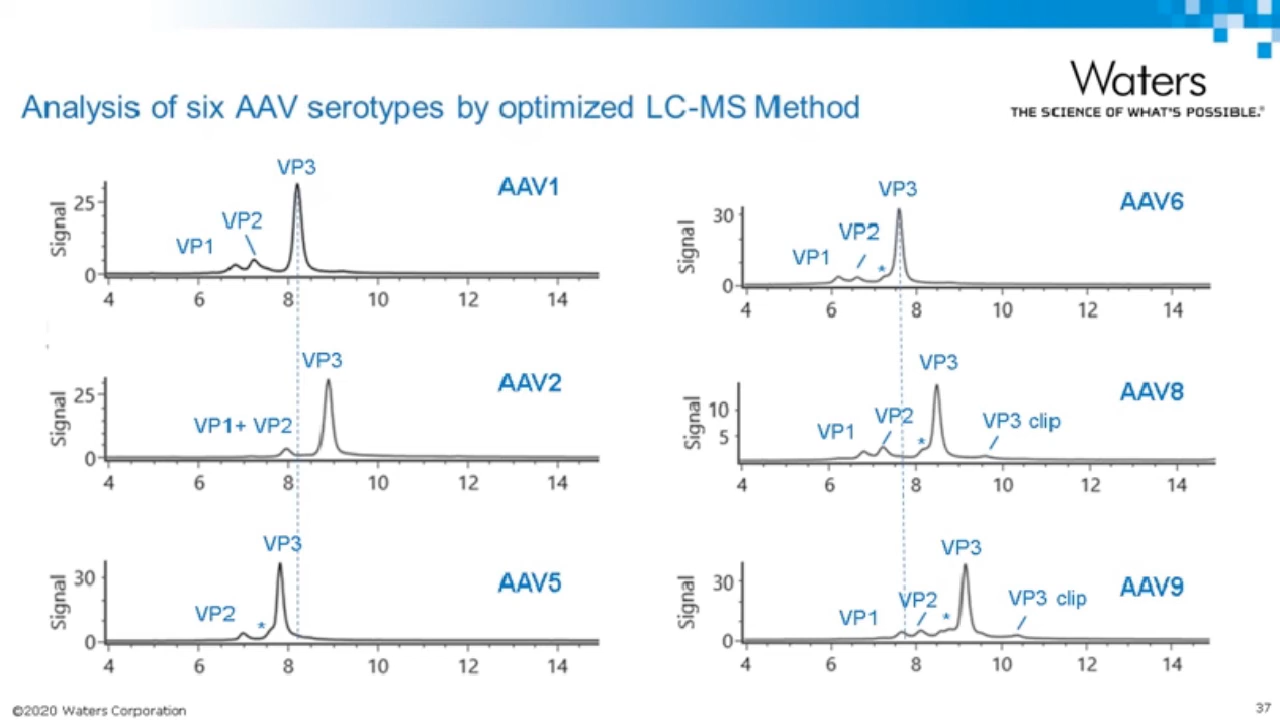 Waters
THE SCIENCE OF WHAT'S POSSIBLE.®
Analysis of six AAV serotypes by optimized LC-MS Method
VP3
AAV1
VP2
VP1
25
0
Signal
4 6 8 10 12 14
VP3
AAV2
VP1+ VP2
25
0
Signal
4 6 8 10 12 14
VP3
AAV5
VP2
*
30
0
Signal
4 6 8 10 12 14
VP3
AAV6
VP2
VP1
*
30
0
Signal
4 6 8 10 12 14
VP3
AAV8
VP2
VP1
*
VP3 clip
10
5
Signal
4 6 8 10 12 14
VP3
AAV9
VP2
VP1
*
VP3 clip
30
0
Signal
4 6 8 10 12 14
©2020 Waters Corporation
37